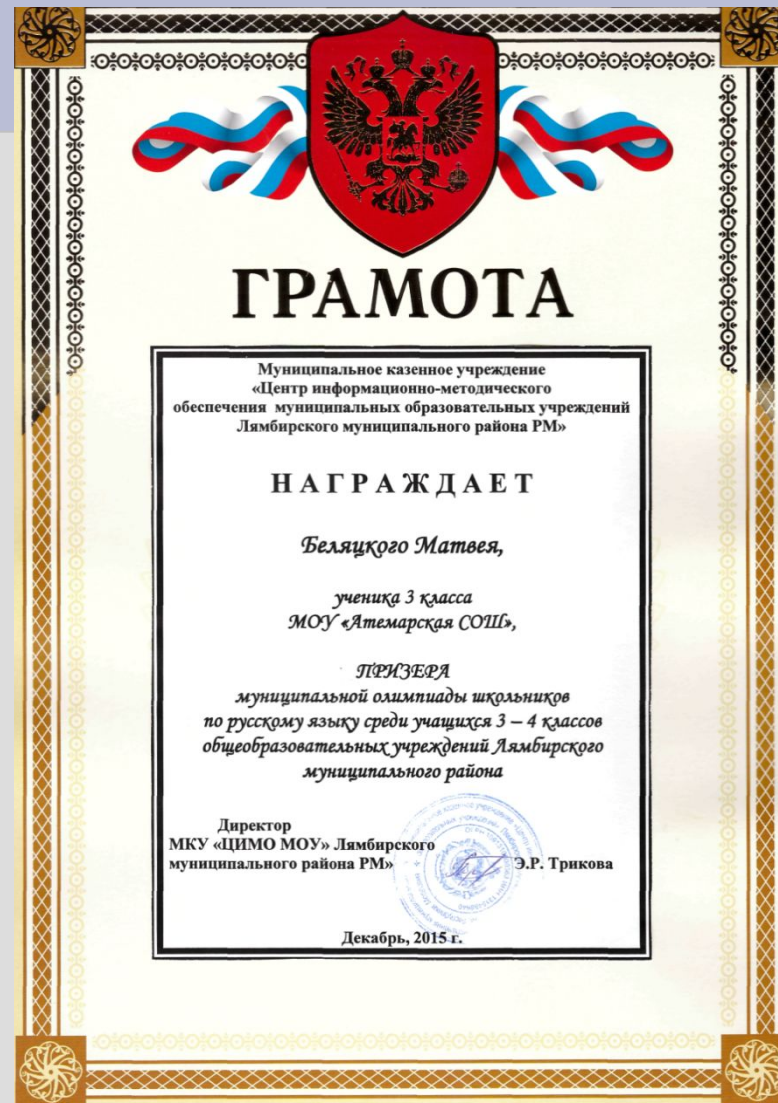 ГРАМОТА
Муниципальное казенное учреждение
«Центр информационно-методического
обеспечения муниципальных образовательных учреждений
Лямбирского муниципального района РМ»
НАГРАЖДАЕТ
Беляцкого Матвея,
ученика 3 класса
МОУ «Атемарская СОШ»,
ПРИЗЕРА
муниципальной олимпиады школьников
по русскому языку среди учащихся 3 – 4 классов
общеобразовательных учреждений Лямбирского
муниципального района
Директор
МКУ «ЦИМО МОУ» Лямбирского
муниципального района РМ» Э.Р. Трикова
Декабрь, 2015 г.